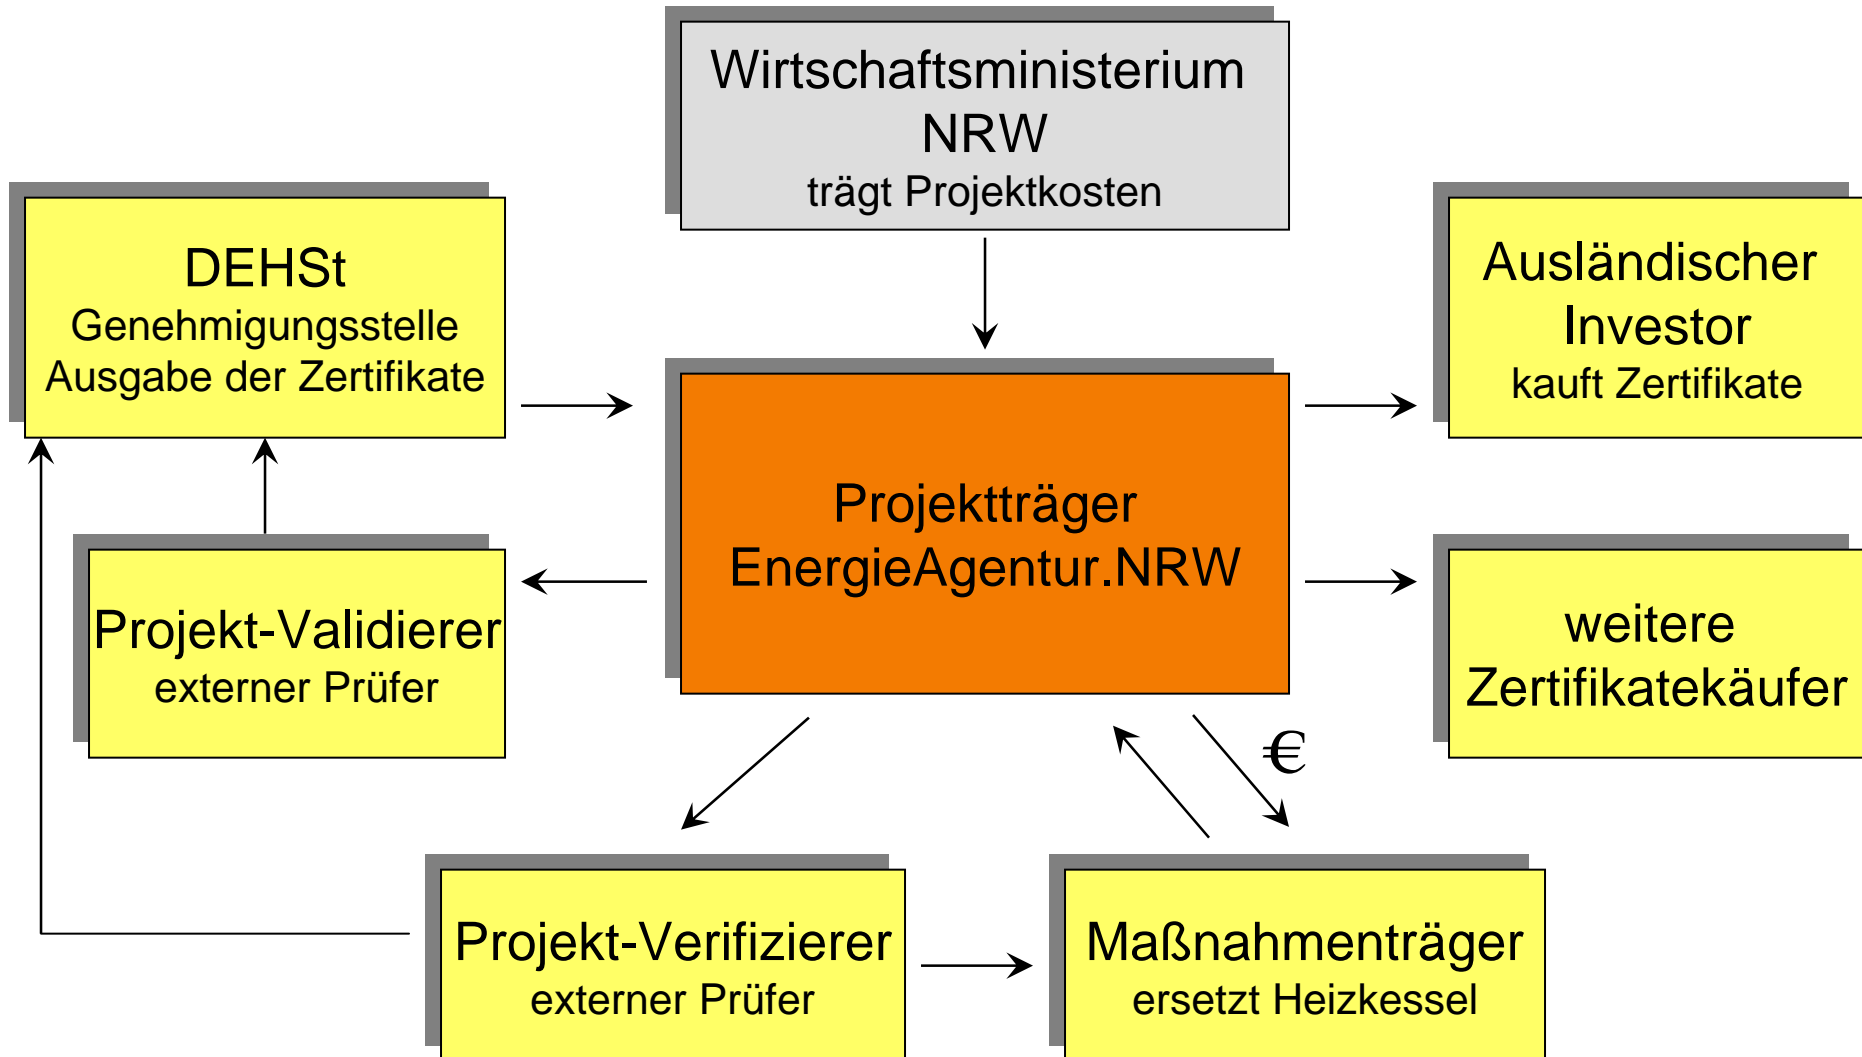 Wirtschaftsministerium
NRW
trägt Projektkosten
DEHSt
Genehmigungsstelle
Ausgabe der Zertifikate
Ausländischer
Investor
kauft Zertifikate
Projektträger
EnergieAgentur.NRW
Projekt-Validierer
externer Prüfer
weitere
Zertifikatekäufer
€
Projekt-Verifizierer
externer Prüfer
Maßnahmenträger
ersetzt Heizkessel